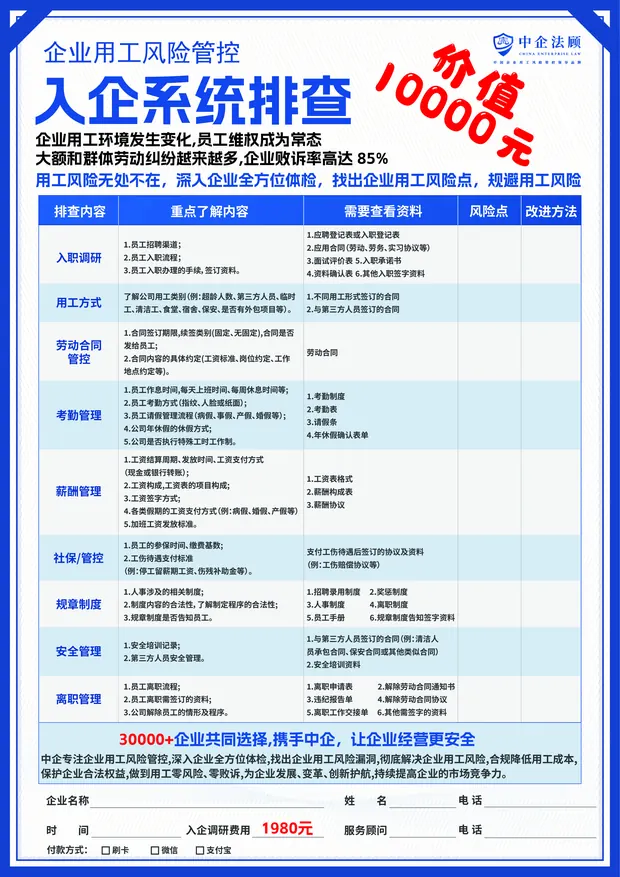 企业用工风险管控
中企法顾
CHINA ENTERPRISE LAW
入企系统排查
价值
10000元
企业用工环境发生变化,员工维权成为常态
大额和群体劳动纠纷越来越多,企业败诉率高达 85%
用工风险无处不在，深入企业全方位体检，找出企业用工风险点，规避用工风险
排查内容 重点了解内容 需要查看资料 风险点 改进方法
入职调研
1.员工招聘渠道;
2.员工入职流程;
3.员工入职办理的手续,签订资料。
1.应聘登记表或入职登记表
2.应用合同(劳动、劳务、实习协议等)
3.面试评价表 5.入职承诺书
4.资料确认表 6.其他入职签字资料
用工方式
了解公司用工类别(例:超龄人数、第三方人员、临时
工、清洁工、食堂、宿舍、保安、是否有外包项目等)。
1.不同用工形式签订的合同
2.与第三方人员签订的合同
劳动合同
管控
1.合同签订期限,续签类别(固定、无固定),合同是否
发给员工;
2.合同内容的具体约定(工资标准、岗位约定、工作
地点约定等)。
劳动合同
考勤管理
1.员工作息时间,每天上班时间、每周休息时间等;
2.员工考勤方式(指纹、人脸或纸面);
3.员工请假管理流程(病假、事假、产假、婚假等);
4.公司年休假的休假方式;
5.公司是否执行特殊工时工作制。
1.考勤制度
2.考勤表
3.请假条
4.年休假确认表单
薪酬管理
1.工资结算周期、发放时间、工资支付方式
(现金或银行转账);
2.工资构成,工资表的项目构成;
3.工资签字方式;
4.各类假期的工资支付方式(例:病假、婚假、产假等)
5.加班工资发放标准。
1.工资表格式
2.薪酬构成表
3.薪酬协议
社保/管控
1.员工的参保时间、缴费基数;
2.工伤待遇支付标准
(例:停工留薪期工资、伤残补助金等)。
支付工伤待遇后签订的协议及资料
(例:工伤赔偿协议等)
规章制度
1.人事涉及的相关制度;
2.制度内容的合法性,了解制定程序的合法性;
3.规章制度是否告知员工。
1.招聘录用制度 2.奖惩制度
3.人事制度 4.离职制度
5.员工手册 6.规章制度告知签字资料
安全管理
1.安全培训记录;
2.第三方人员安全管理。
1.与第三方人员签订的合同(例:清洁人
员承包合同、保安合同或其他类似合同)
2.安全培训资料
离职管理
1.员工离职流程;
2.员工离职需签订的资料;
3.公司解除员工的情形及程序。
1.离职申请表 2.解除劳动合同通知书
3.违纪报告单 4.解除劳动合同协议
5.离职工作交接单 6.其他需签字的资料
30000+企业共同选择,携手中企，让企业经营更安全
中企专注企业用工风险管控,深入企业全方位体检,找出企业用工风险漏洞,彻底解决企业用工风险,合规降低用工成本,
保护企业合法权益,做到用工零风险、零败诉,为企业发展、变革、创新护航,持续提高企业的市场竞争力。
企业名称 姓 名 电 话
时 间 入企调研费用 1980元 服务顾问 电 话
付款方式: 刷卡 微信 支付宝